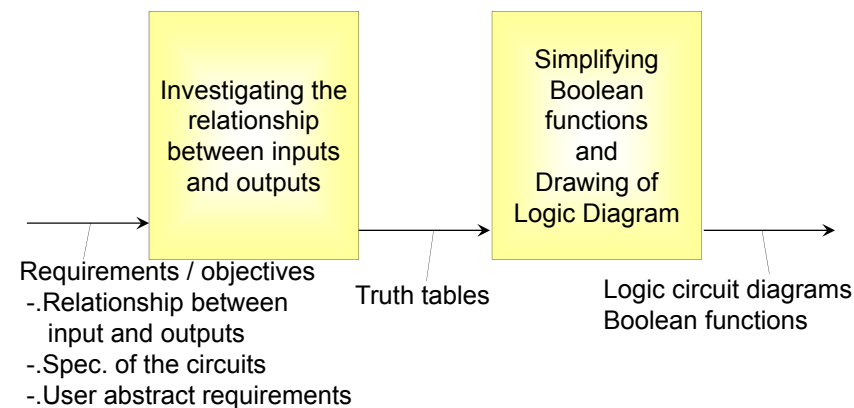 Investigating the
relationship
between inputs
and outputs
Simplifying
Boolean
functions
and
Drawing of
Logic Diagram
Requirements / objectives
-.Relationship between
input and outputs
-.Spec. of the circuits
-.User abstract requirements
Truth tables
Logic circuit diagrams
Boolean functions